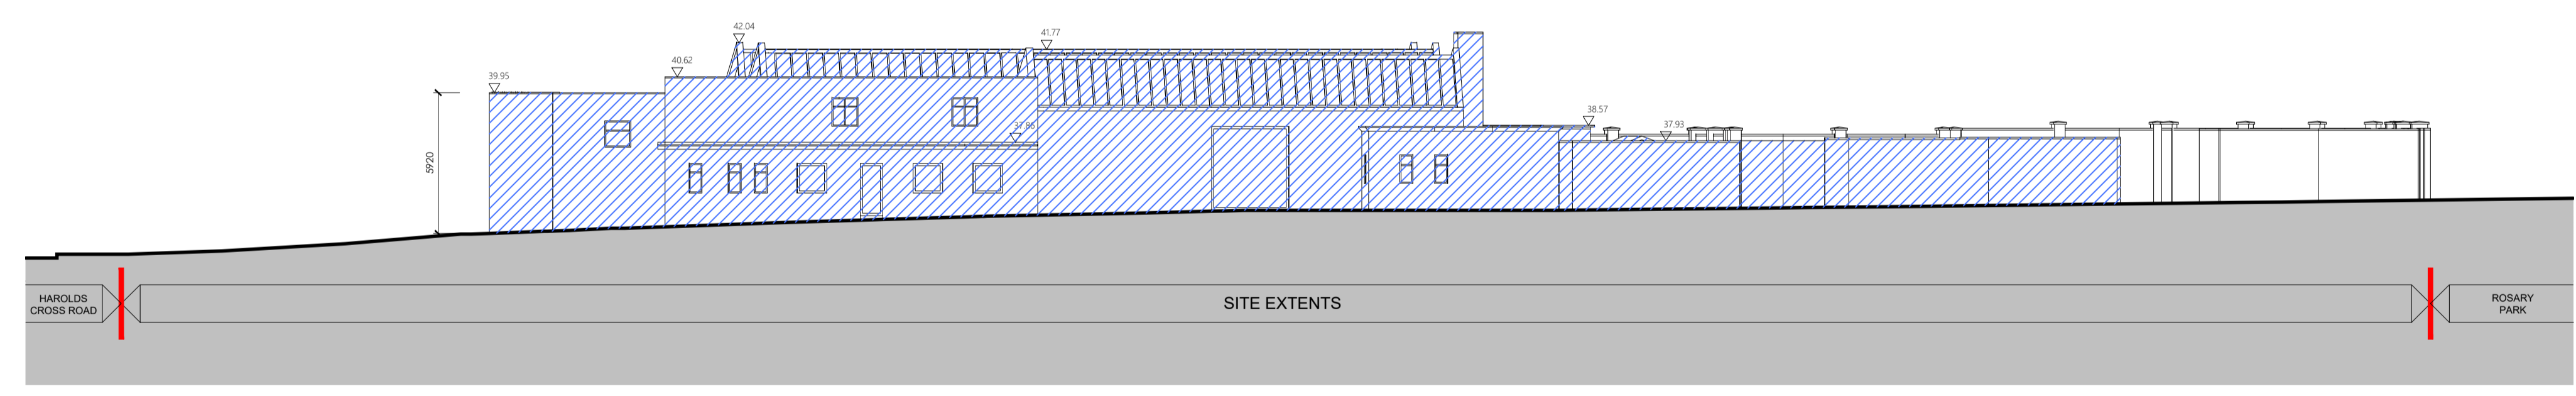 42.04
41.77
40.62
39.95
38.57
37.93
37.86
5920
HAROLDS
CROSS ROAD
SITE EXTENTS
ROSARY
PARK